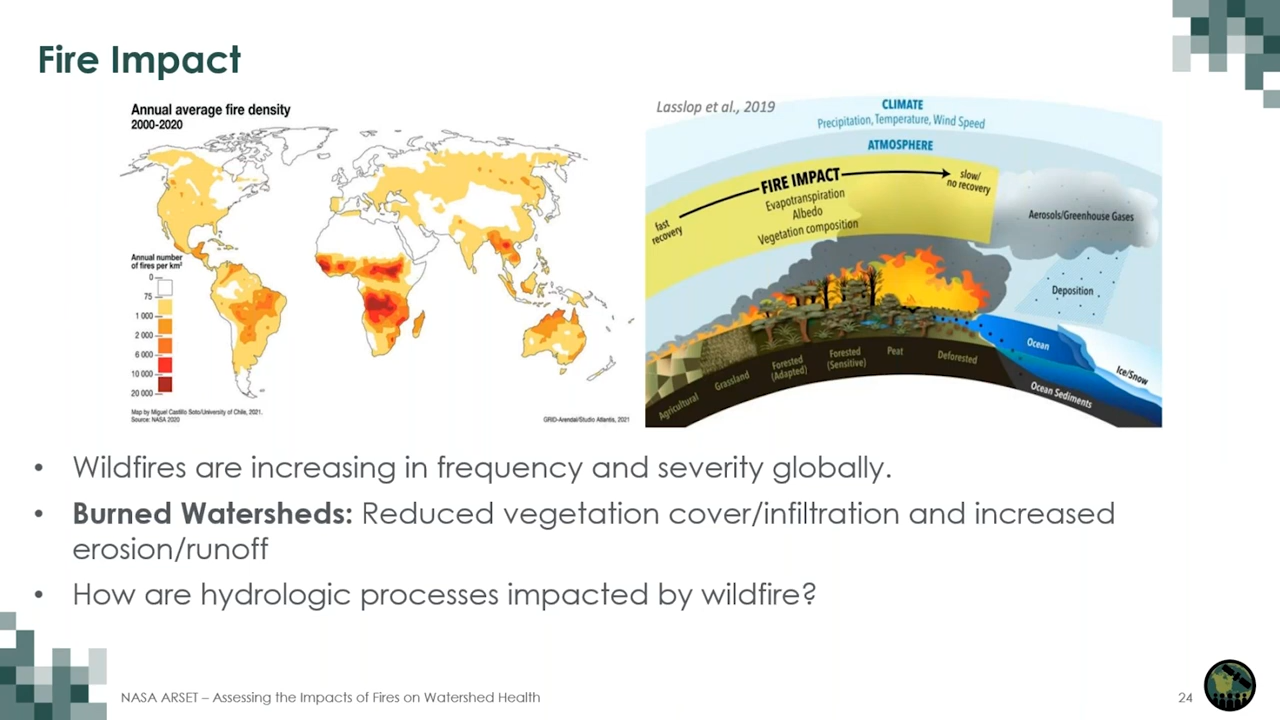 Fire Impact
Annual average fire density
2000-2020
Annual number
of fires per km²
0
75
1 000
2 000
6 000
10 000
20 000
Map by Miguel Castillo Soto/University of Chile, 2021.
Source: NASA 2020
GRID-Arendal/Studio Atlantis, 2021
Lasslop et al., 2019
CLIMATE
Precipitation, Temperature, Wind Speed
ATMOSPHERE
FIRE IMPACT
fast
recovery
slow/
no recovery
Evapotranspiration
Albedo
Vegetation composition
Aerosols/Greenhouse Gases
Deposition
Agricultural
Grassland
Forested
(Adapted)
Forested
(Sensitive)
Peat
Deforested
Ocean
Ice/Snow
Ocean Sediments
• Wildfires are increasing in frequency and severity globally.
• Burned Watersheds: Reduced vegetation cover/infiltration and increased
erosion/runoff
• How are hydrologic processes impacted by wildfire?
NASA ARSET – Assessing the Impacts of Fires on Watershed Health
24